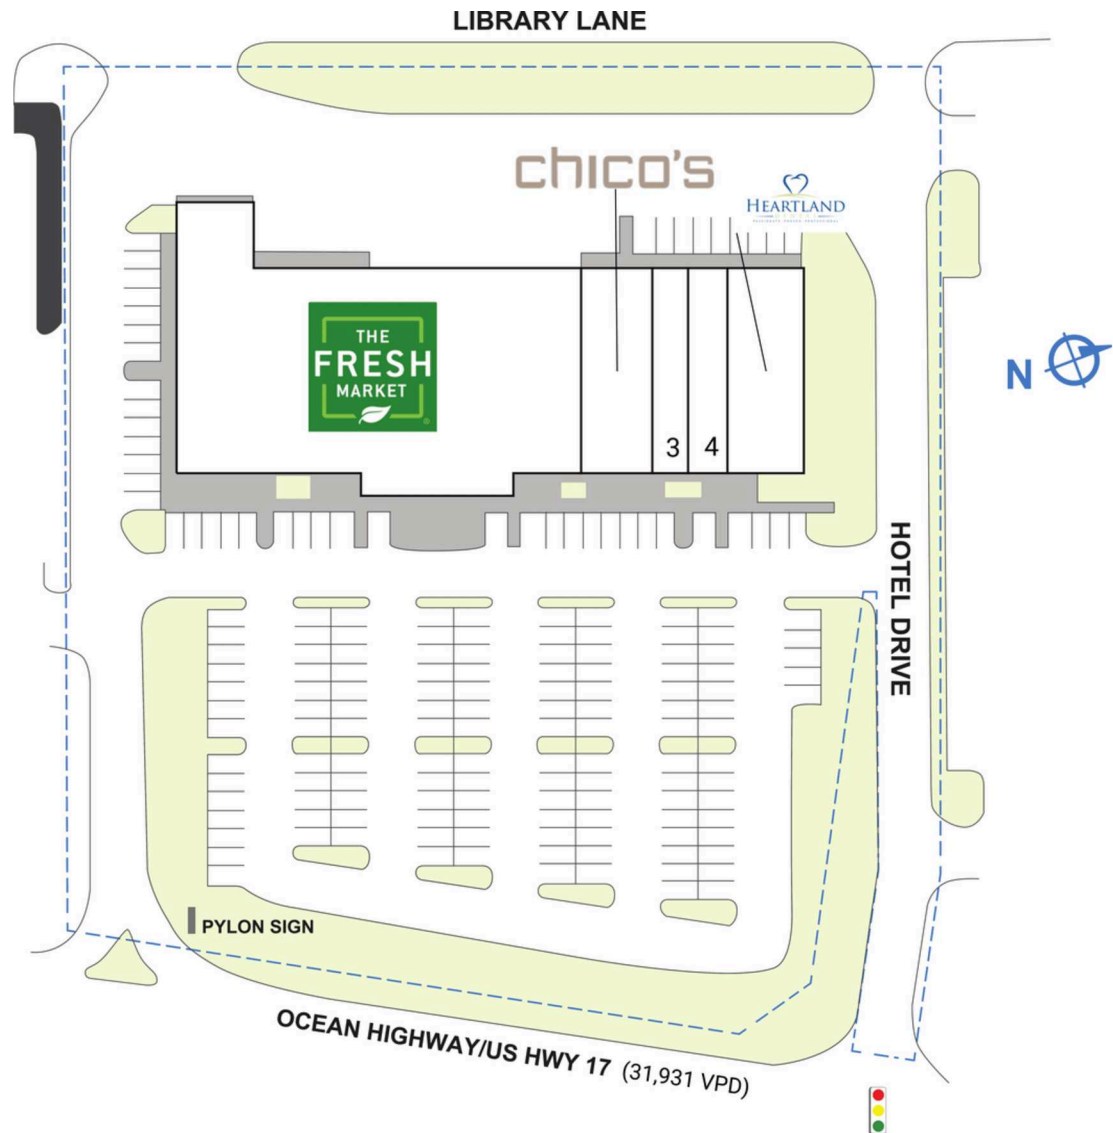 LIBRARY LANE
chico's
HEARTLAND
DENTAL
THE
FRESH
MARKET
N
3
4
HOTEL DRIVE
PYLON SIGN
OCEAN HIGHWAY/US HWY 17 (31,931 VPD)